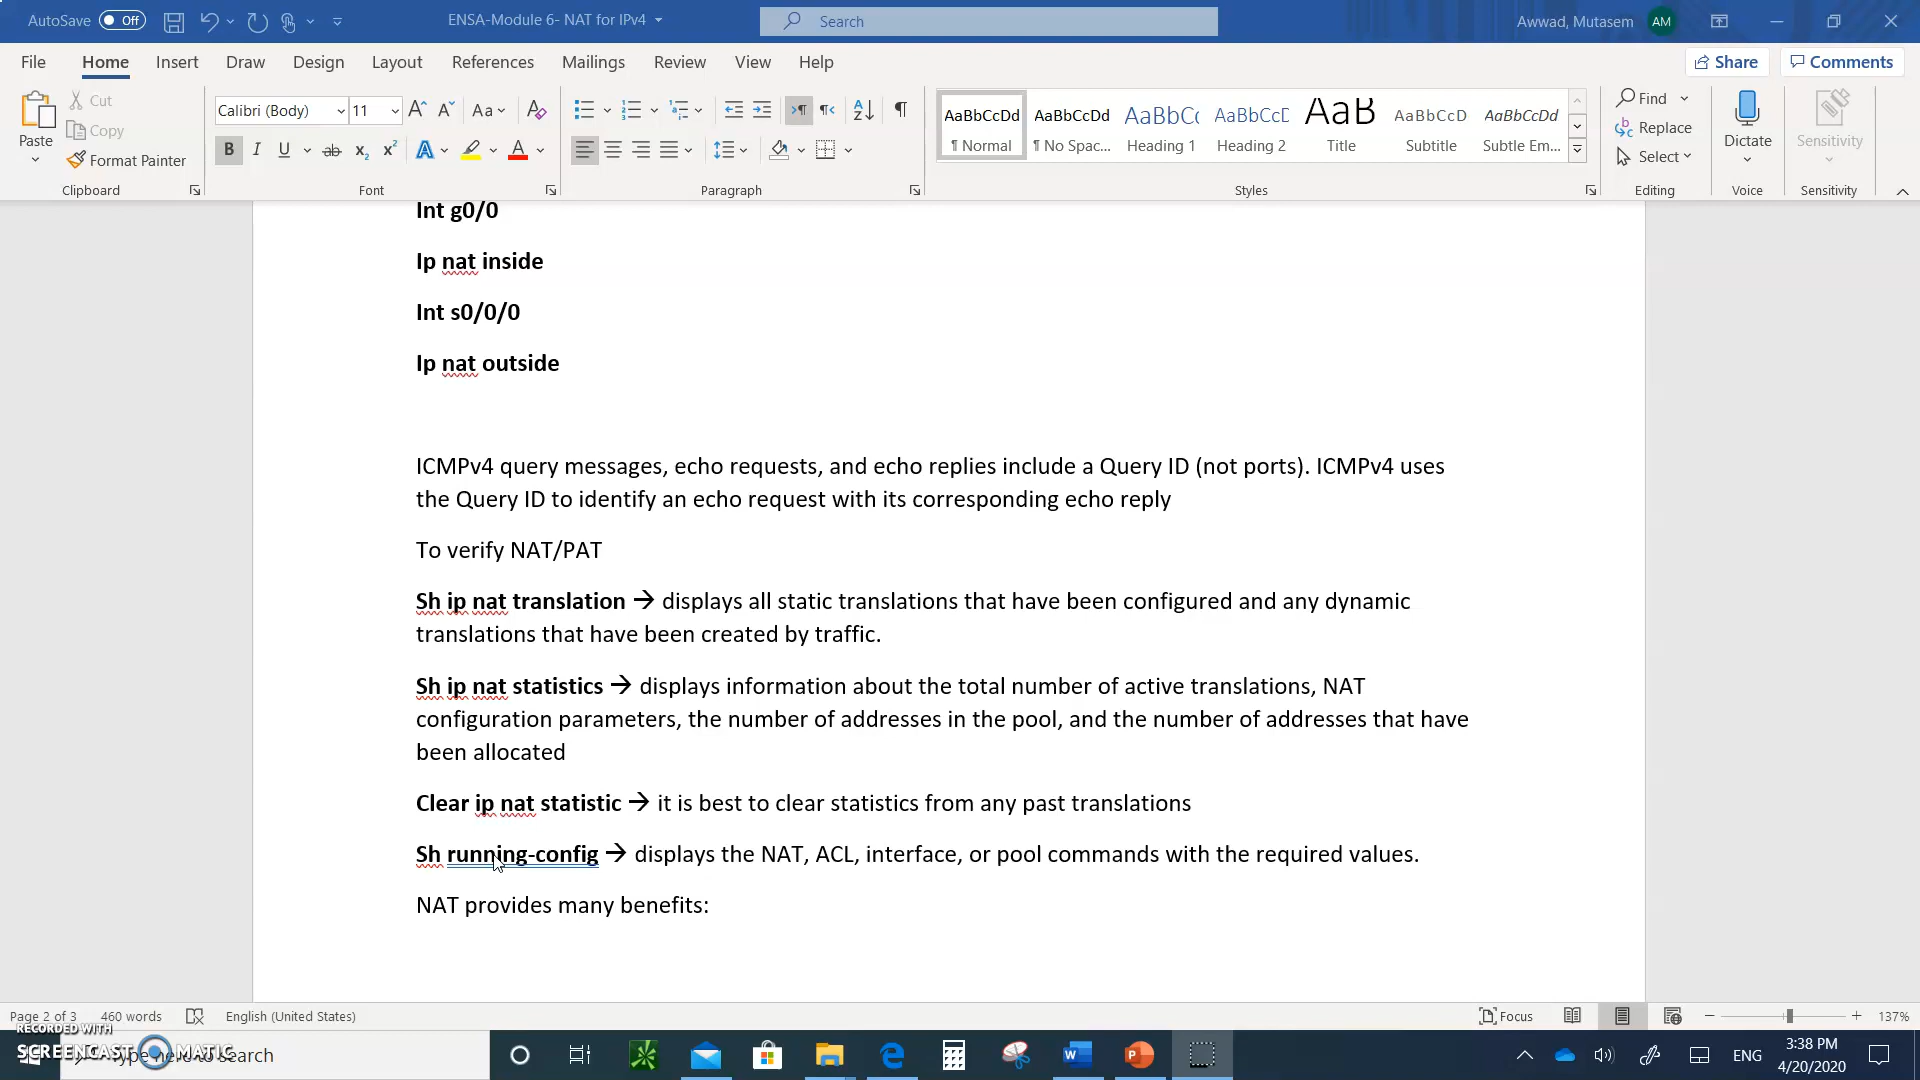 AutoSave Off
ENSA-Module 6- NAT for IPv4
Search
Awwad, Mutasem AM
File Home Insert Draw Design Layout References Mailings Review View Help
Share Comments
Paste
Cut
Copy
Format Painter
Clipboard
Calibri (Body) 11
Font
Paragraph
AaBbCcDd ¶ Normal
AaBbCcDd ¶ No Spac...
AaBbCc Heading 1
AaBbCcD Heading 2
AaB Title
AaBbCcD Subtitle
AaBbCcDd Subtle Em...
Styles
Find
Replace
Select
Editing
Dictate
Voice
Sensitivity
Sensitivity
Int g0/0
Ip nat inside
Int s0/0/0
Ip nat outside
ICMPv4 query messages, echo requests, and echo replies include a Query ID (not ports). ICMPv4 uses
the Query ID to identify an echo request with its corresponding echo reply
To verify NAT/PAT
Sh ip nat translation → displays all static translations that have been configured and any dynamic
translations that have been created by traffic.
Sh ip nat statistics → displays information about the total number of active translations, NAT
configuration parameters, the number of addresses in the pool, and the number of addresses that have
been allocated
Clear ip nat statistic → it is best to clear statistics from any past translations
Sh running-config → displays the NAT, ACL, interface, or pool commands with the required values.
NAT provides many benefits:
Page 2 of 3 460 words English (United States)
Focus 137%
RECORDED WITH
SCREENCAST MATIC
Type here to search
ENG
3:38 PM
4/20/2020